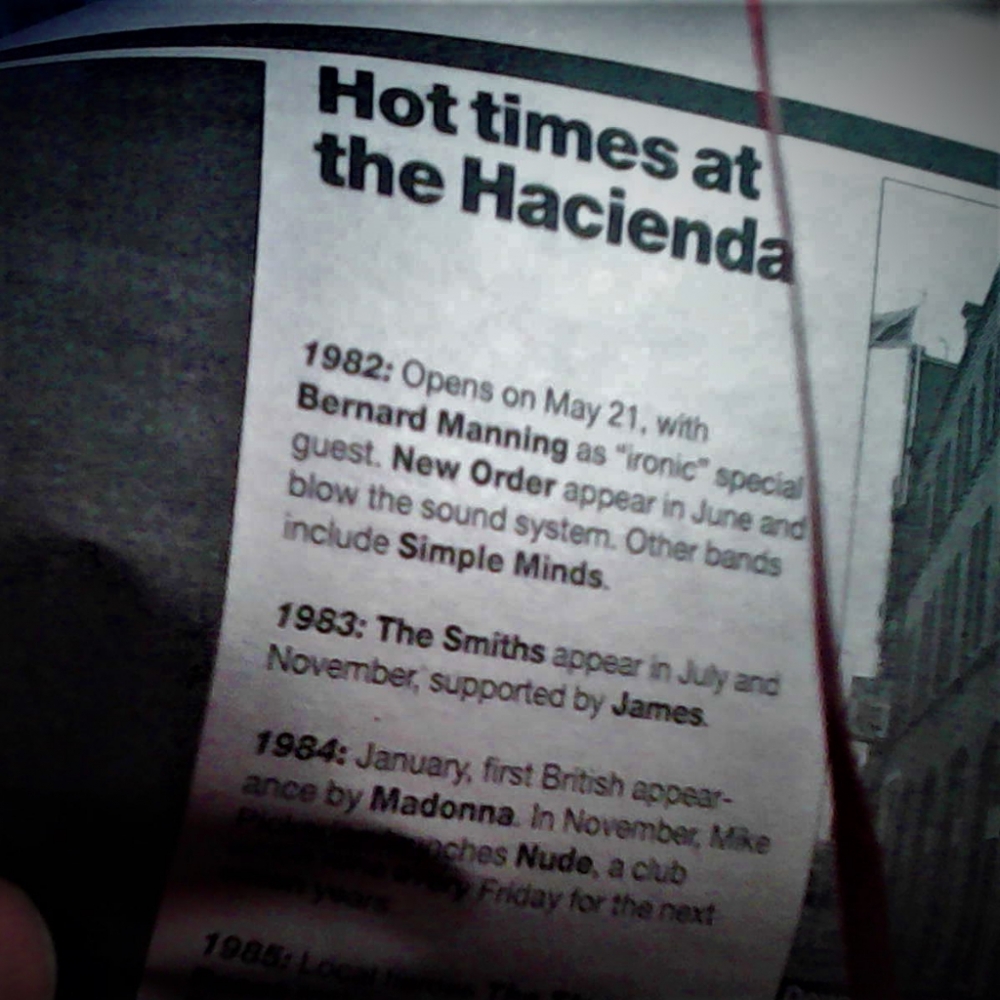 Hot times at
the Hacienda
1982: Opens on May 21, with
Bernard Manning as "ironic" special
guest. New Order appear in June and
blow the sound system. Other bands
include Simple Minds.
1983: The Smiths appear in July and
November, supported by James.
1984: January, first British appear-
ance by Madonna. In November, Mike
Nude, a club
Friday for the next
years.
1985: Local